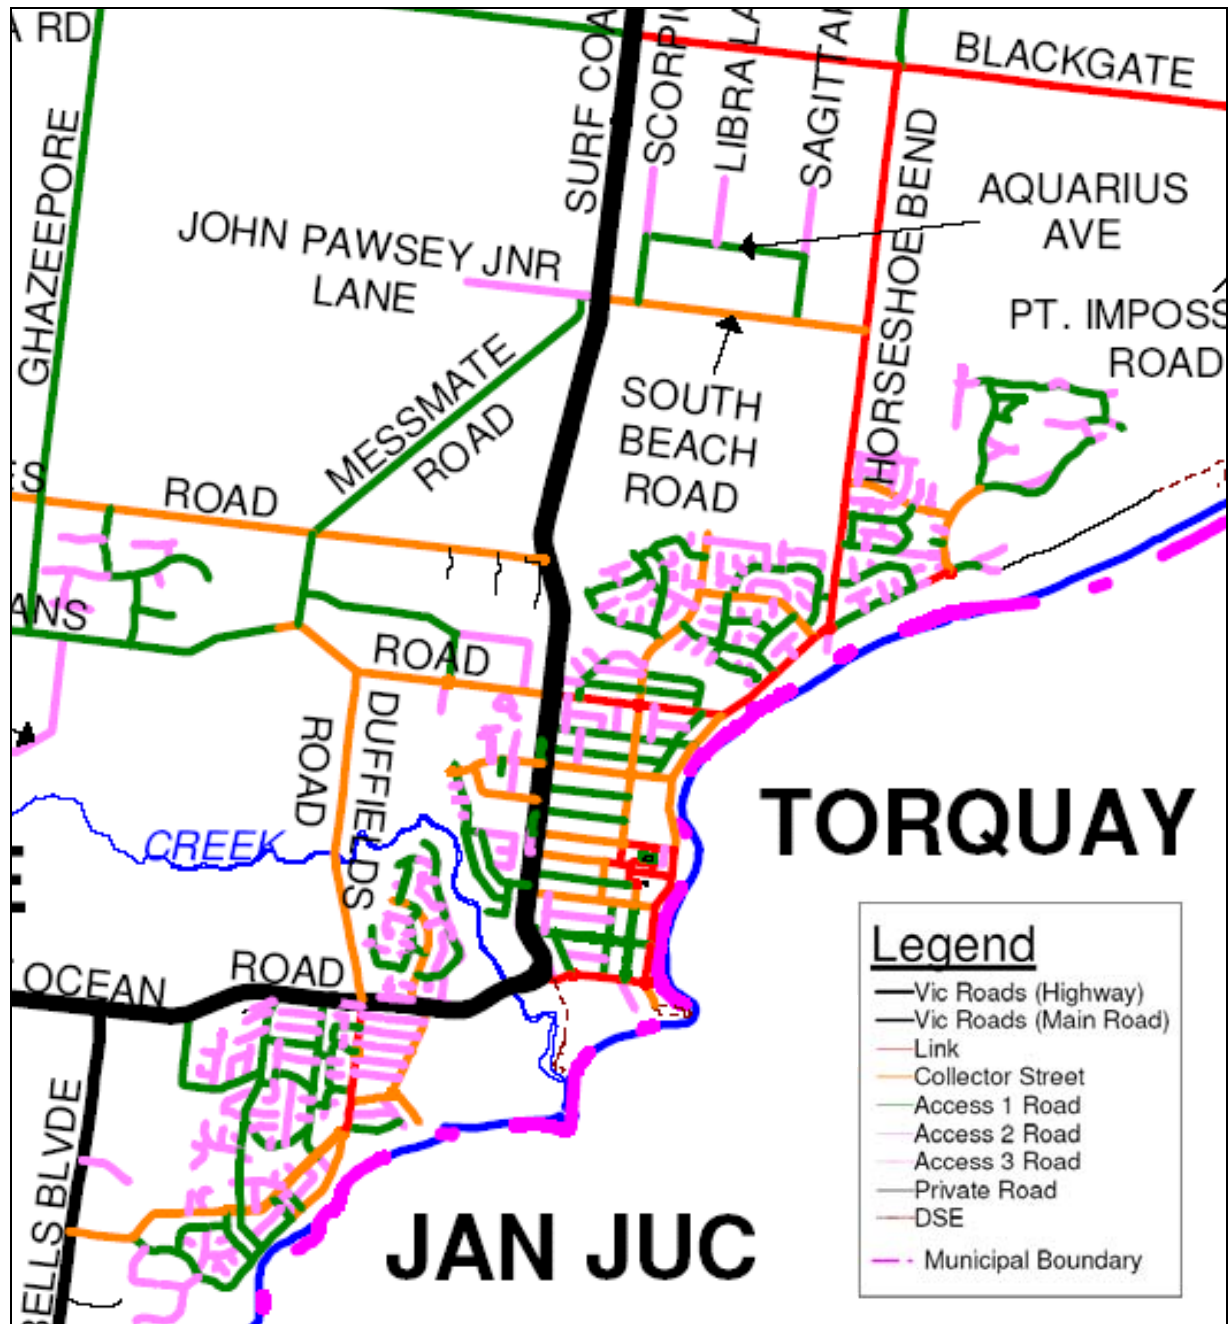 RD
SURF COA
SCORPI
LIBRA LA
SAGITTAR
BLACKGATE
GHAZEEPORE
HORSESHOE BEND
AQUARIUS
AVE
JOHN PAWSEY JNR
LANE
PT. IMPOSS
ROAD
MESSMATE
ROAD
SOUTH
BEACH
ROAD
ES
ROAD
ANS
ROAD
DUFFIELDS
ROAD
TORQUAY
CREEK
E
OCEAN
ROAD
BELLS BLVDE
JAN JUC
Legend
Vic Roads (Highway)
Vic Roads (Main Road)
Link
Collector Street
Access 1 Road
Access 2 Road
Access 3 Road
Private Road
DSE
Municipal Boundary